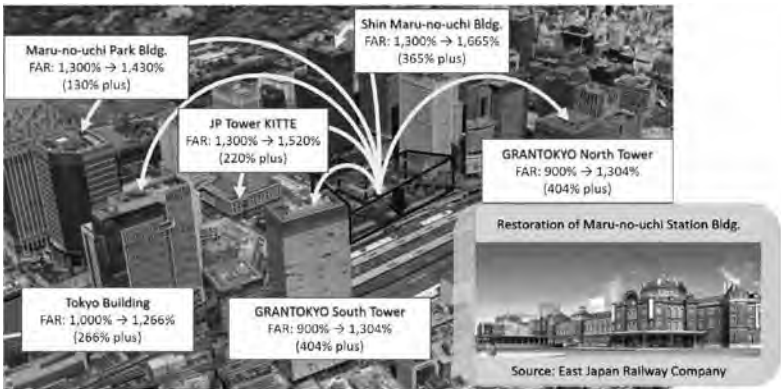 Shin Maru-no-uchi Bldg.
FAR: 1,300% → 1,665%
(365% plus)
Maru-no-uchi Park Bldg.
FAR: 1,300% → 1,430%
(130% plus)
JP Tower KITTE
FAR: 1,300% → 1,520%
(220% plus)
GRANTOKYO North Tower
FAR: 900% → 1,304%
(404% plus)
Restoration of Maru-no-uchi Station Bldg.
Tokyo Building
FAR: 1,000% → 1,266%
(266% plus)
GRANTOKYO South Tower
FAR: 900% → 1,304%
(404% plus)
Source: East Japan Railway Company